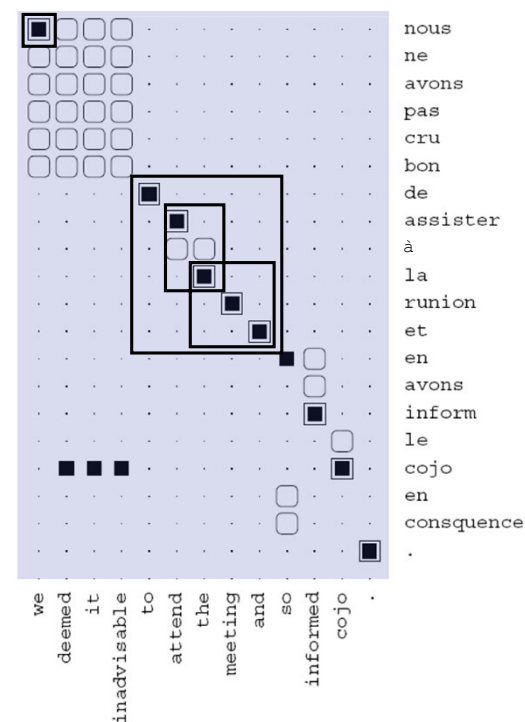 nous
ne
avons
pas
cru
bon
de
assister
à
la
runion
et
en
avons
inform
le
cojo
en
consquence
.
we
deemed
it
inadvisable
to
attend
the
meeting
and
so
informed
cojo
.